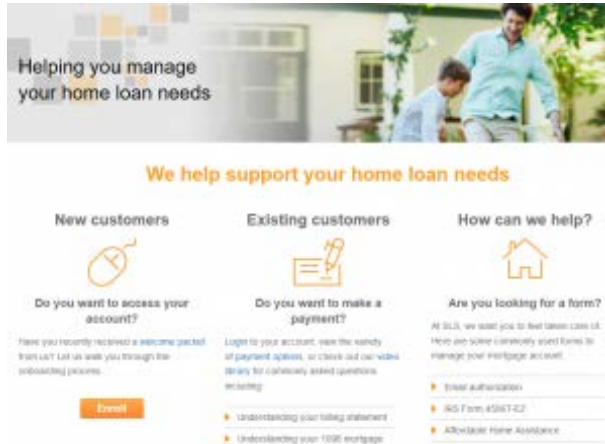 Helping you manage
your home loan needs
We help support your home loan needs
New customers
Do you want to access your
account?
Have you recently received a welcome packet
from us? Let us walk you through the
onboarding process.
Enroll
Existing customers
Do you want to make a
payment?
Login to your account, view the variety
of payment options, or check out our video
library for commonly asked questions
including:
Understanding your billing statement
Understanding your 1098 mortgage
How can we help?
Are you looking for a form?
At SLS, we want you to feel taken care of.
Here are some commonly used forms to
manage your mortgage account.
Email authorization
IRS Form 4506T-EZ
Affordable Home Assistance